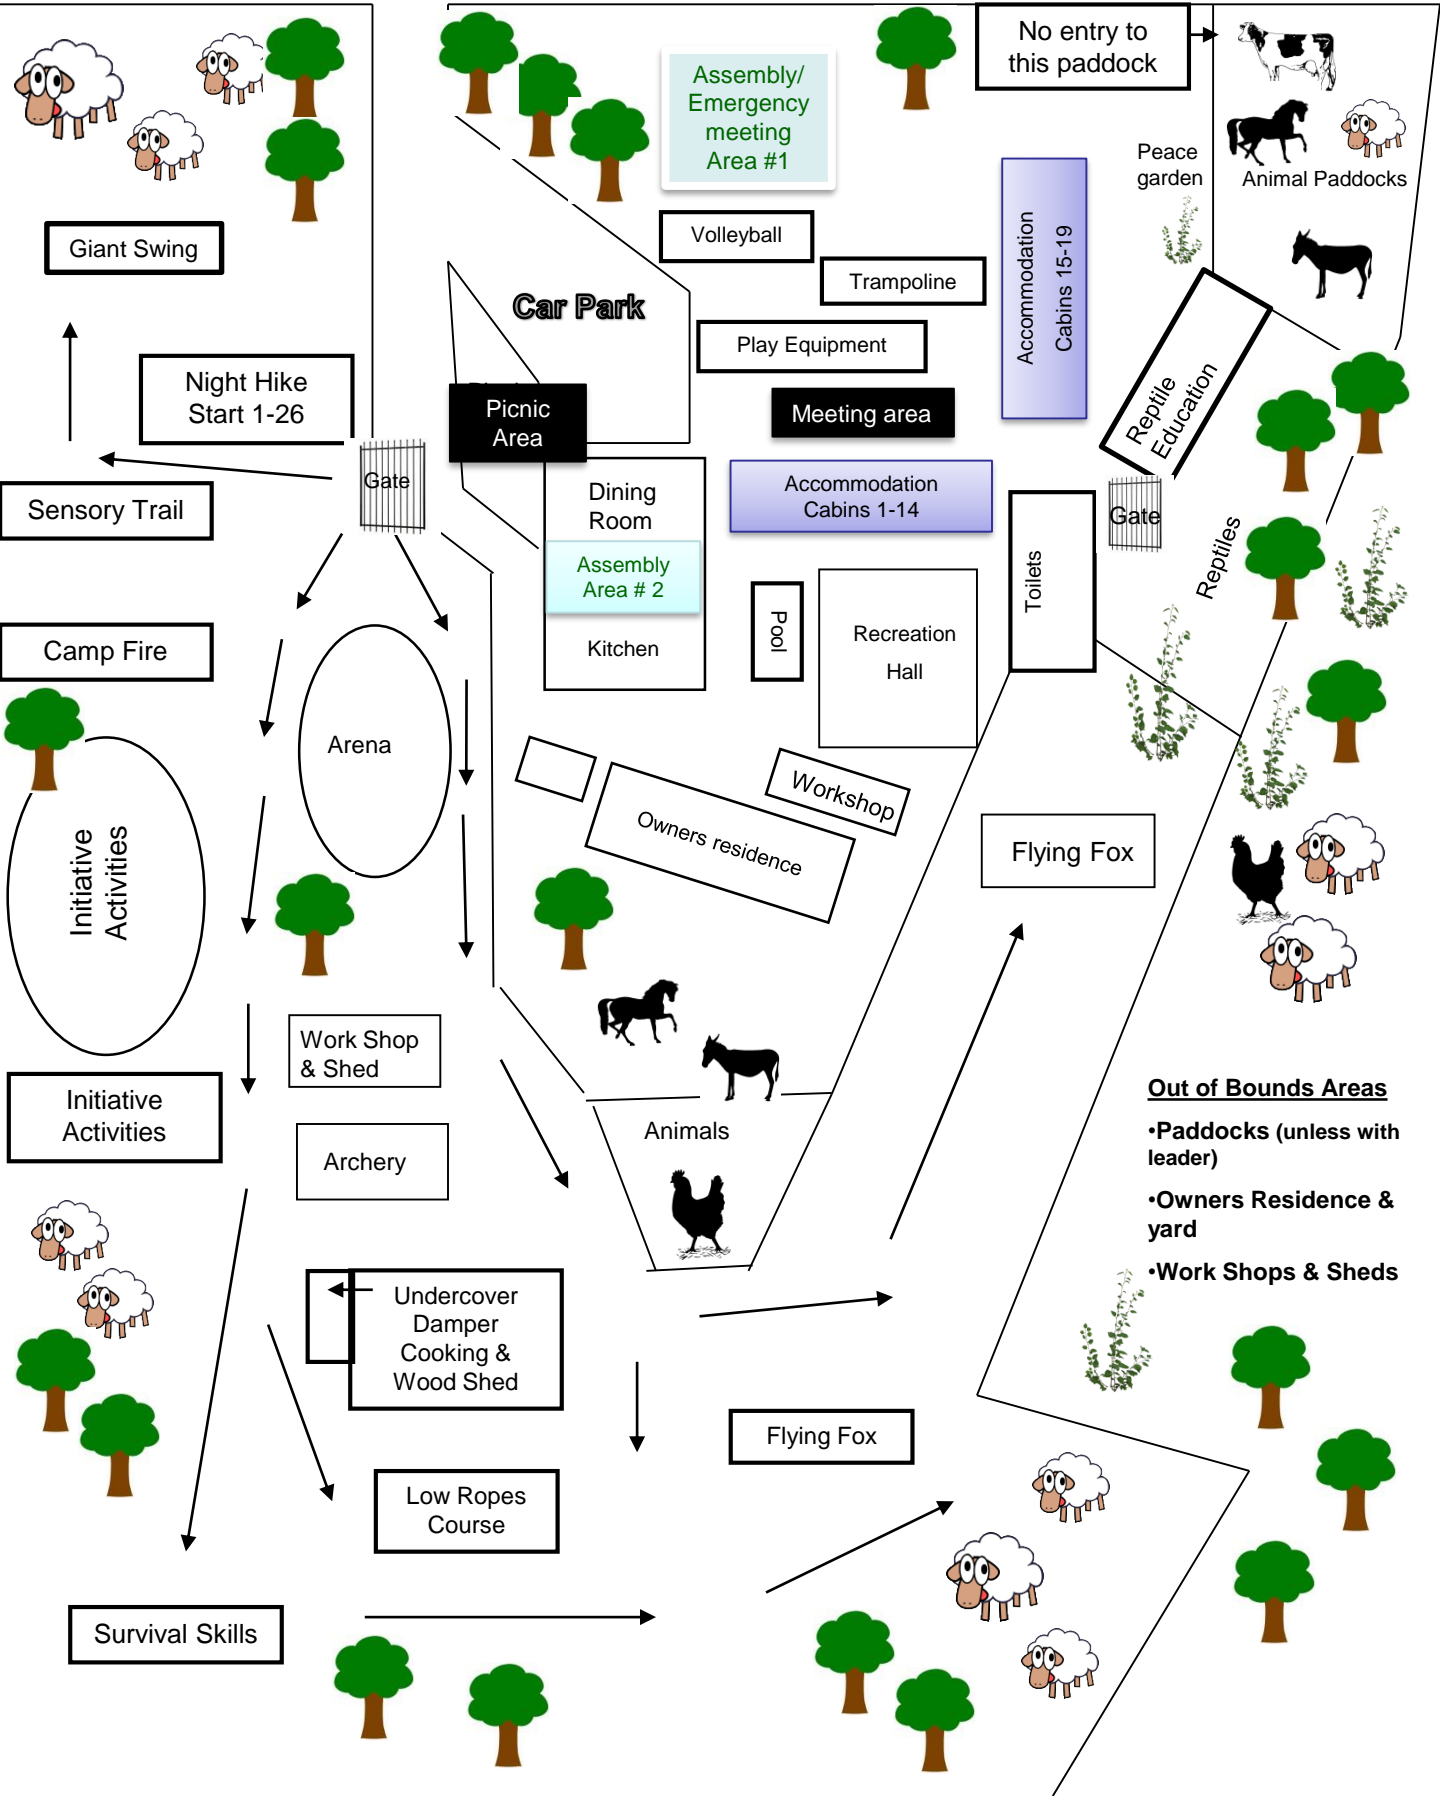 No entry to
this paddock
Assembly/
Emergency
meeting
Area #1
Peace
garden
Animal Paddocks
Giant Swing
Volleyball
Trampoline
Accommodation
Cabins 15-19
Car Park
Play Equipment
Night Hike
Start 1-26
Picnic
Area
Meeting area
Reptile
Education
Gate
Dining
Room
Accommodation
Cabins 1-14
Sensory Trail
Gate
Assembly
Area # 2
Toilets
Reptiles
Camp Fire
Kitchen
Pool
Recreation
Hall
Arena
Workshop
Owners residence
Initiative
Activities
Flying Fox
Work Shop
& Shed
Initiative
Activities
Archery
Animals
Out of Bounds Areas
•Paddocks (unless with
leader)
•Owners Residence &
yard
•Work Shops & Sheds
Undercover
Damper
Cooking &
Wood Shed
Flying Fox
Low Ropes
Course
Survival Skills